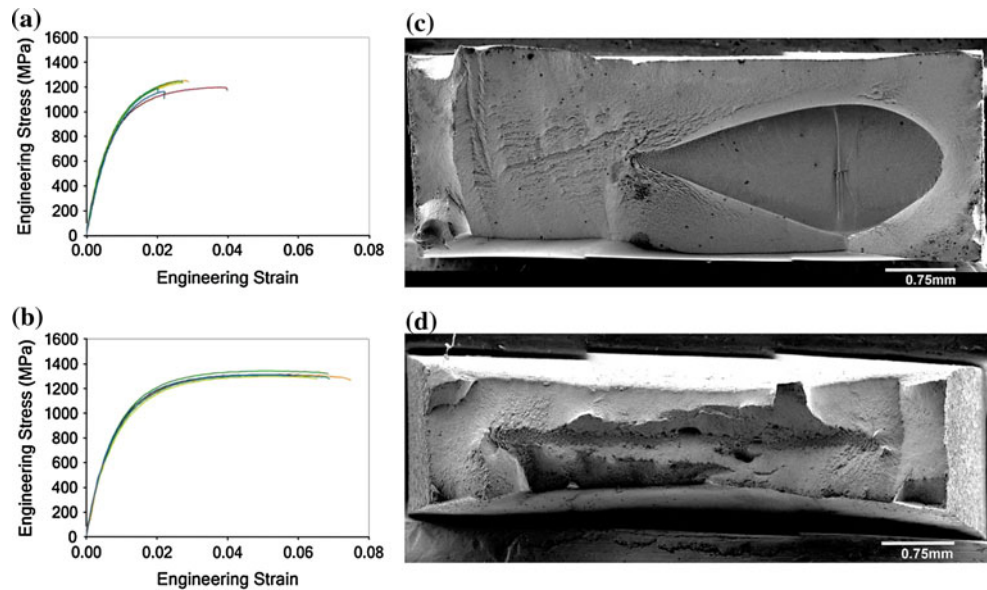 (a)
1600
1400
1200
1000
800
600
400
200
0
0.00 0.02 0.04 0.06 0.08
Engineering Stress (MPa)
Engineering Strain
(b)
1600
1400
1200
1000
800
600
400
200
0
0.00 0.02 0.04 0.06 0.08
Engineering Stress (MPa)
Engineering Strain
(c)
0.75mm
(d)
0.75mm